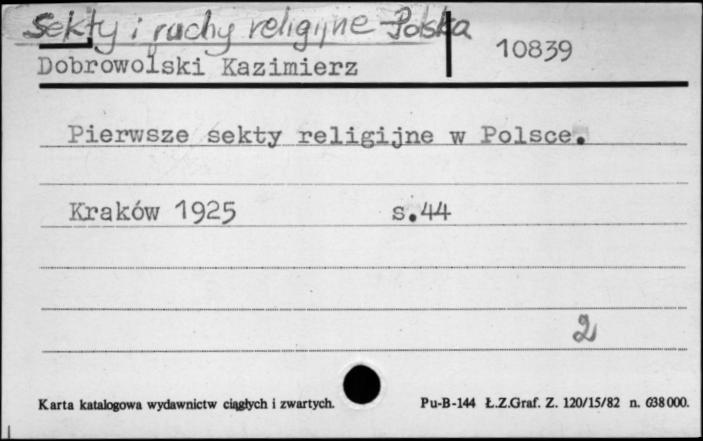 Sekty i ruchy religijne Polska
10839
Dobrowolski Kazimierz
Pierwsze sekty religijne w Polsce.
Kraków 1925 s.44
2
Karta katalogowa wydawnictw ciągłych i zwartych. Pu-B-144 Ł.Z.Graf. Z. 120/15/82 n. 638000.